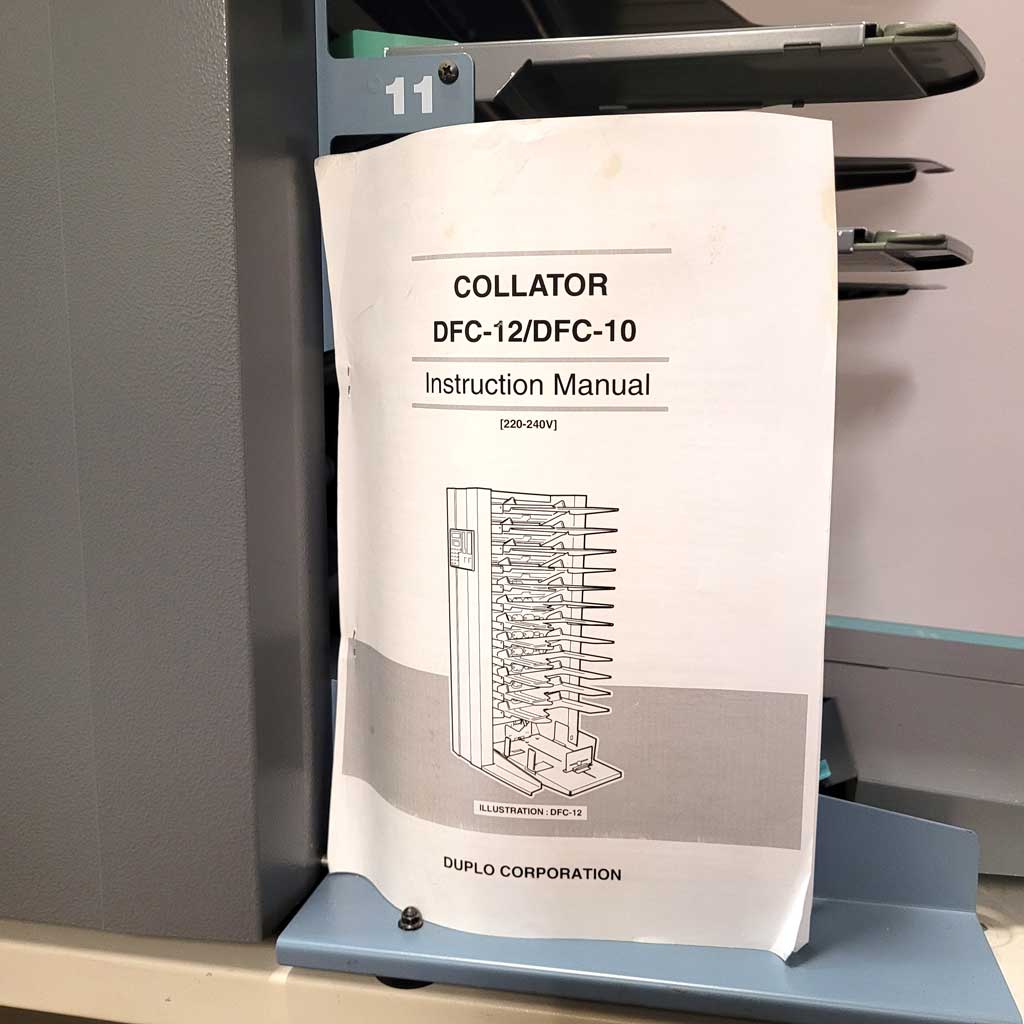 11
COLLATOR
DFC-12/DFC-10
Instruction Manual
[220-240V]
ILLUSTRATION : DFC-12
DUPLO CORPORATION